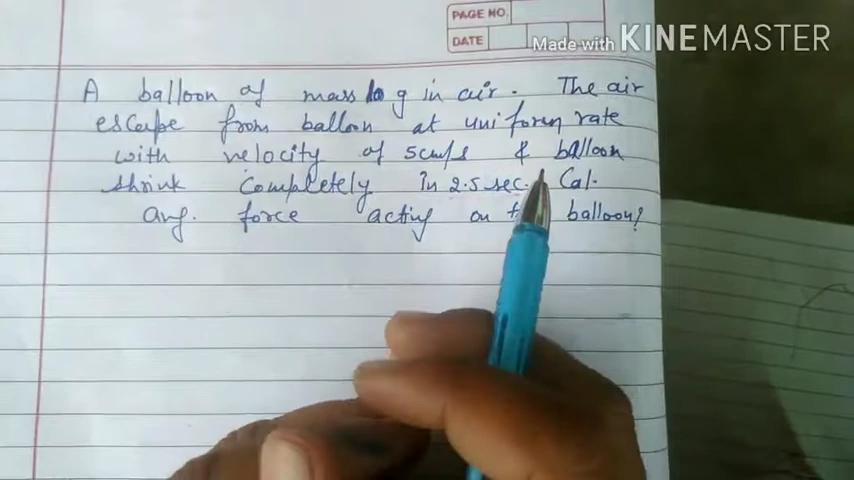 PAGE NO.
DATE
Made with KINEMASTER
A balloon of mass 10 g in air. The air
escape from balloon at uniform rate
with velocity of 5cm/s & balloon
shrink completely in 2.5 sec. Cal.
avg. force acting on balloon?